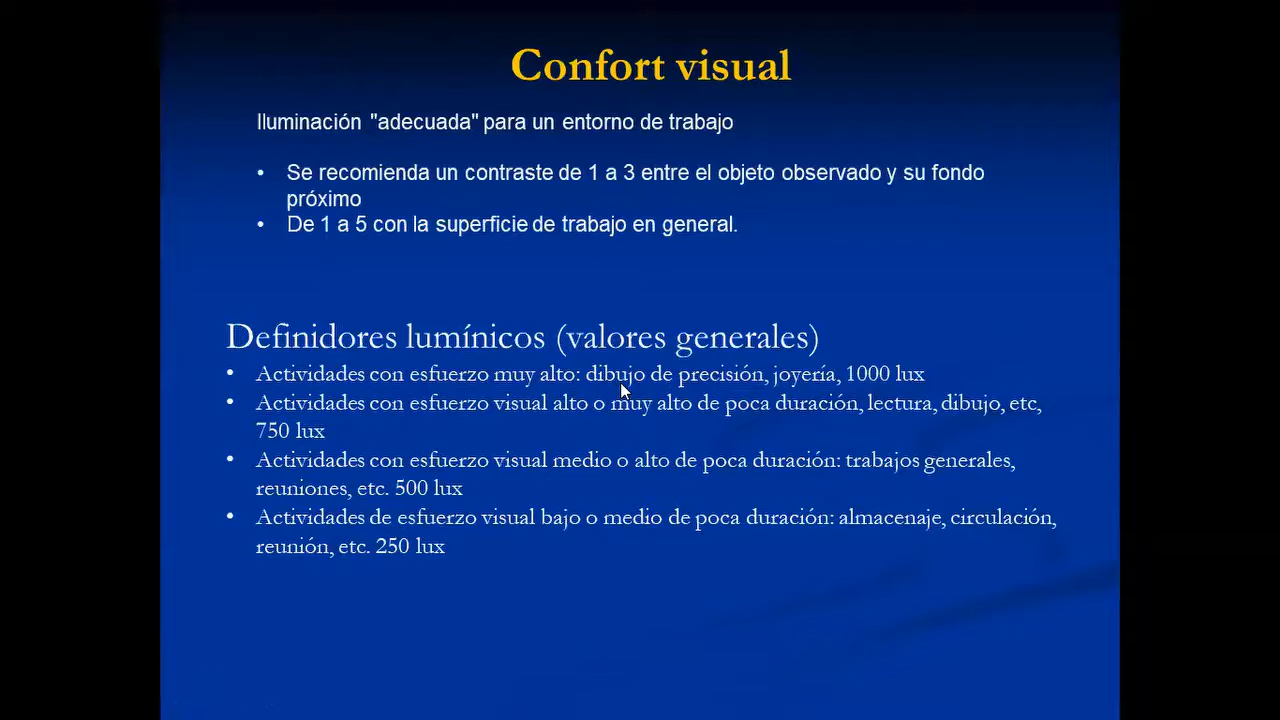 Confort visual
Iluminación "adecuada" para un entorno de trabajo
• Se recomienda un contraste de 1 a 3 entre el objeto observado y su fondo
próximo
• De 1 a 5 con la superficie de trabajo en general.
Definidores lumínicos (valores generales)
• Actividades con esfuerzo muy alto: dibujo de precisión, joyería, 1000 lux
• Actividades con esfuerzo visual alto o muy alto de poca duración, lectura, dibujo, etc,
750 lux
• Actividades con esfuerzo visual medio o alto de poca duración: trabajos generales,
reuniones, etc. 500 lux
• Actividades de esfuerzo visual bajo o medio de poca duración: almacenaje, circulación,
reunión, etc. 250 lux